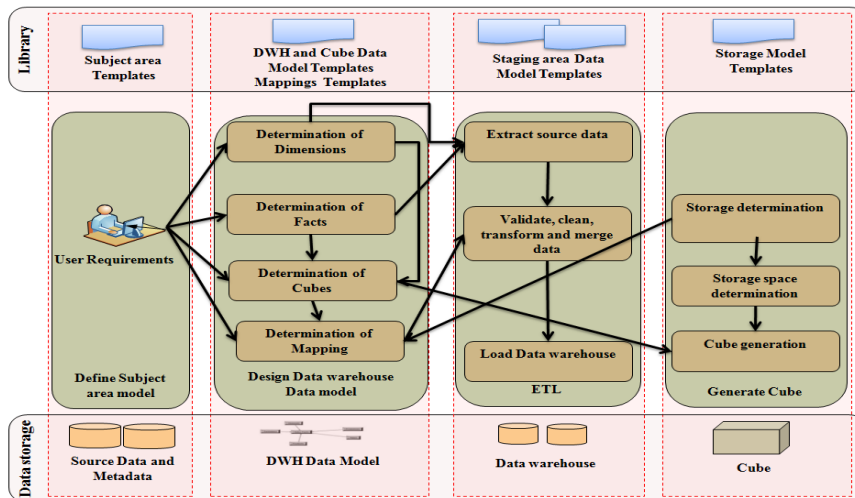 Library
Subject area
Templates
DWH and Cube Data
Model Templates
Mappings Templates
Staging area Data
Model Templates
Storage Model
Templates
User Requirements
Define Subject
area model
Determination of
Dimensions
Determination of
Facts
Determination of
Cubes
Determination of
Mapping
Design Data warehouse
Data model
Extract source data
Validate, clean,
transform and merge
data
Load Data warehouse
ETL
Storage determination
Storage space
determination
Cube generation
Generate Cube
Data storage
Source Data and
Metadata
DWH Data Model
Data warehouse
Cube